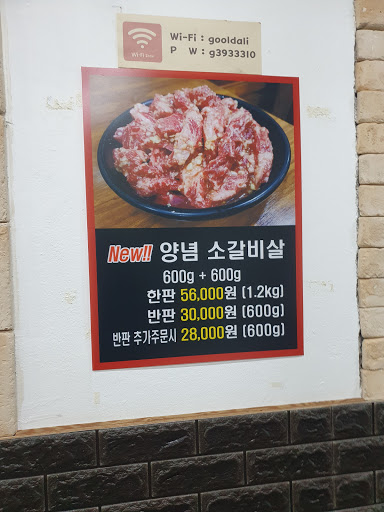 Wi-Fi : gooldali
P W : g3933310
New!! 양념 소갈비살
600g + 600g
한판 56,000원 (1.2kg)
반판 30,000원 (600g)
반판 추가주문시 28,000원 (600g)